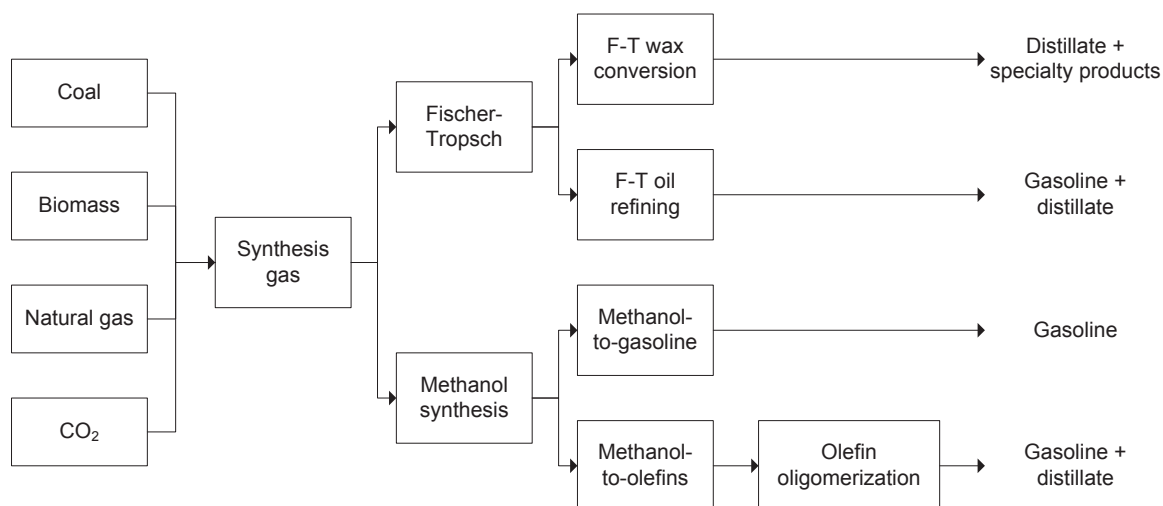 Coal
Biomass
Natural gas
CO₂
Synthesis
gas
Fischer-
Tropsch
Methanol
synthesis
F-T wax
conversion
F-T oil
refining
Methanol-
to-gasoline
Methanol-
to-olefins
Olefin
oligomerization
Distillate +
specialty products
Gasoline +
distillate
Gasoline
Gasoline +
distillate